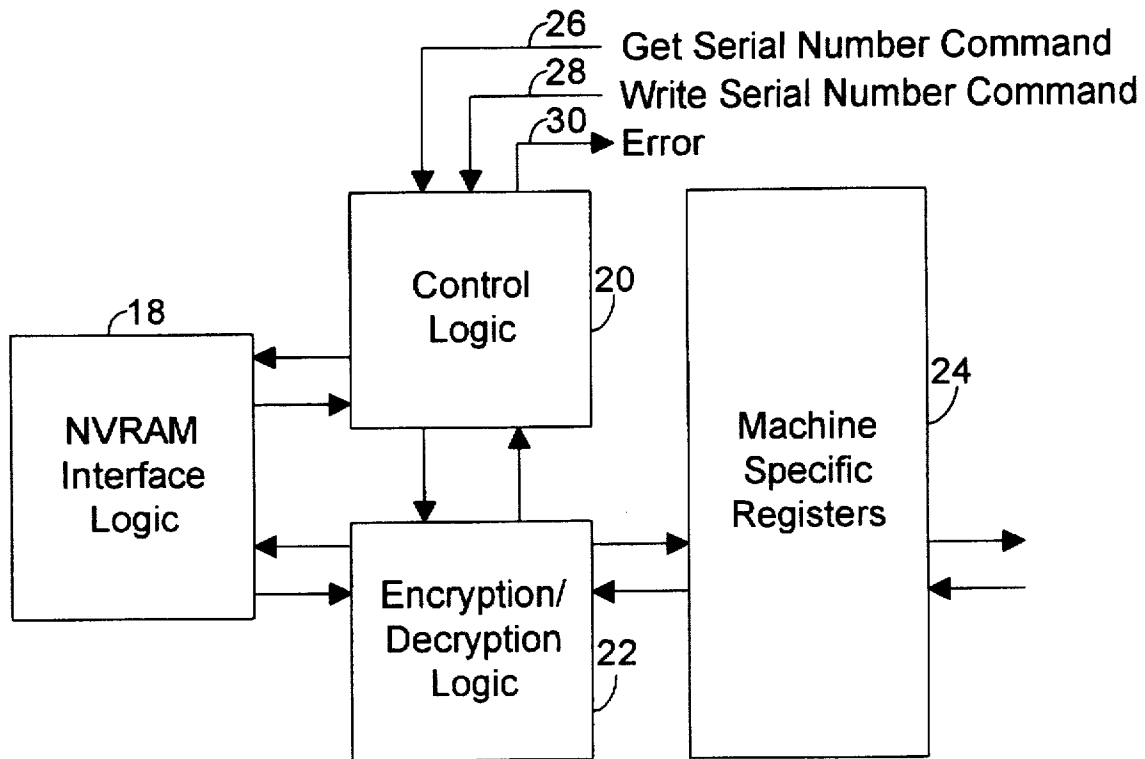 26 Get Serial Number Command
28 Write Serial Number Command
30 Error
Control
Logic
20
18
NVRAM
Interface
Logic
24
Machine
Specific
Registers
Encryption/
Decryption
Logic
22